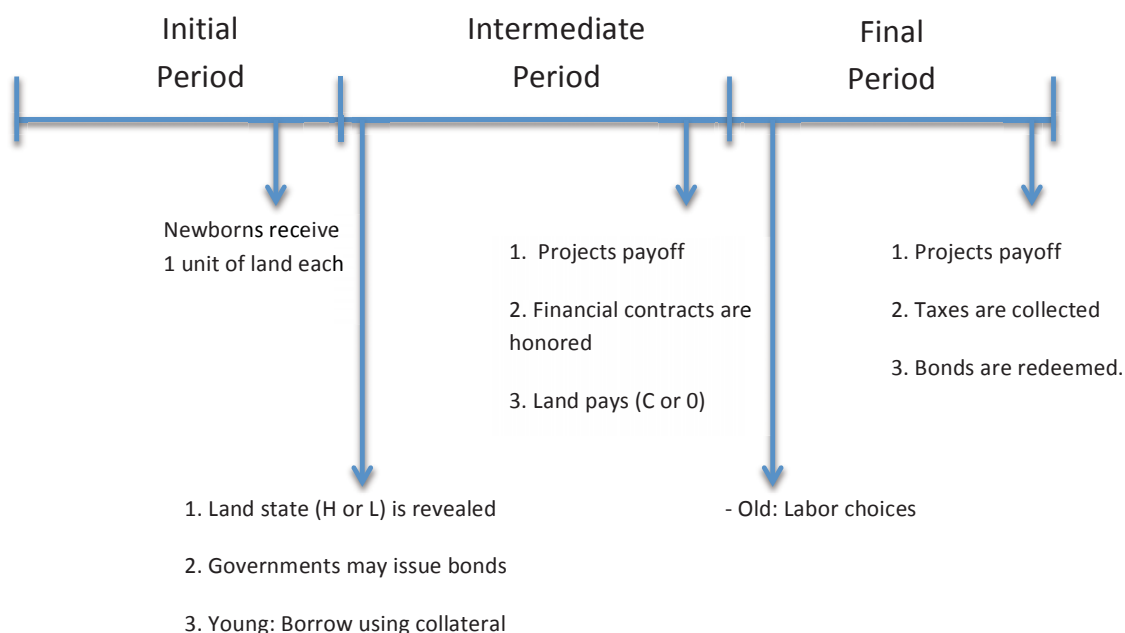 Initial
Period
Intermediate
Period
Final
Period
Newborns receive
1 unit of land each
1. Projects payoff
2. Financial contracts are
honored
3. Land pays (C or 0)
1. Projects payoff
2. Taxes are collected
3. Bonds are redeemed.
1. Land state (H or L) is revealed
2. Governments may issue bonds
3. Young: Borrow using collateral
- Old: Labor choices